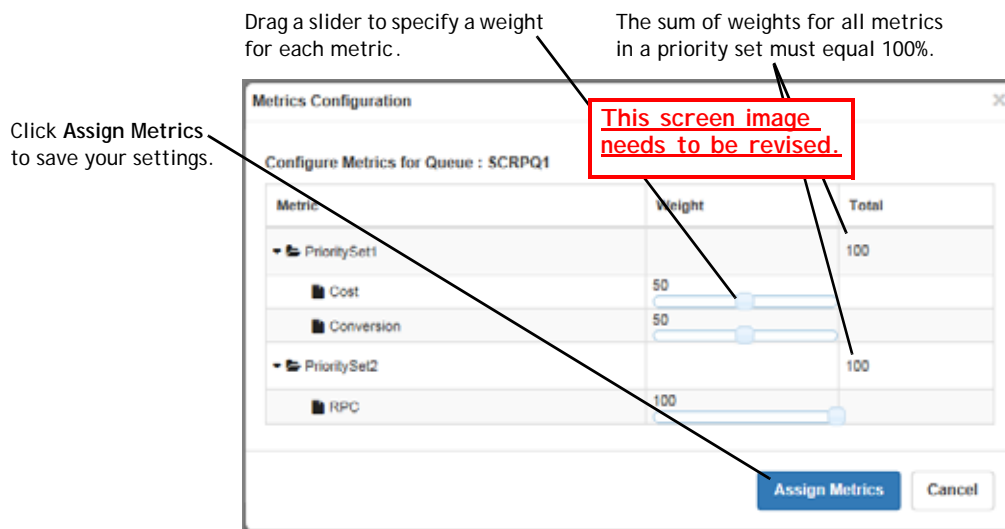 Drag a slider to specify a weight
for each metric.
The sum of weights for all metrics
in a priority set must equal 100%.
Click Assign Metrics
to save your settings.
Metrics Configuration
×
This screen image
needs to be revised.
Configure Metrics for Queue : SCRPQ1
Metric Weight Total
PrioritySet1 100
Cost 50
Conversion 50
PrioritySet2 100
RPC 100
Assign Metrics Cancel